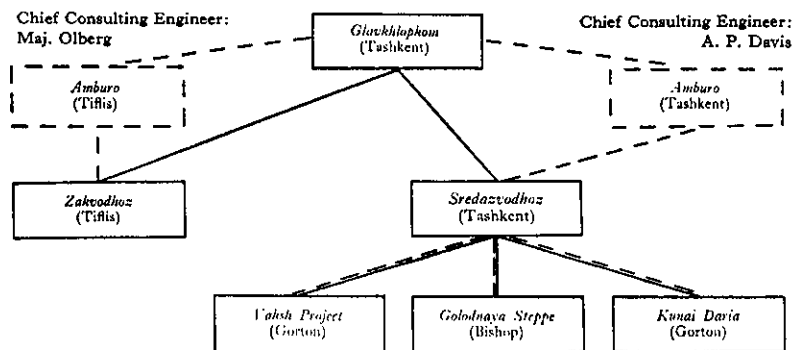 Chief Consulting Engineer:
Maj. Olberg
Glavkhlopkom
(Tashkent)
Chief Consulting Engineer:
A. P. Davis
Amburo
(Tiflis)
Amburo
(Tashkent)
Zakvodhoz
(Tiflis)
Sredazvodhoz
(Tashkent)
Vahsh Project
(Gorton)
Golodnaya Steppe
(Bishop)
Kunai Daria
(Gorton)